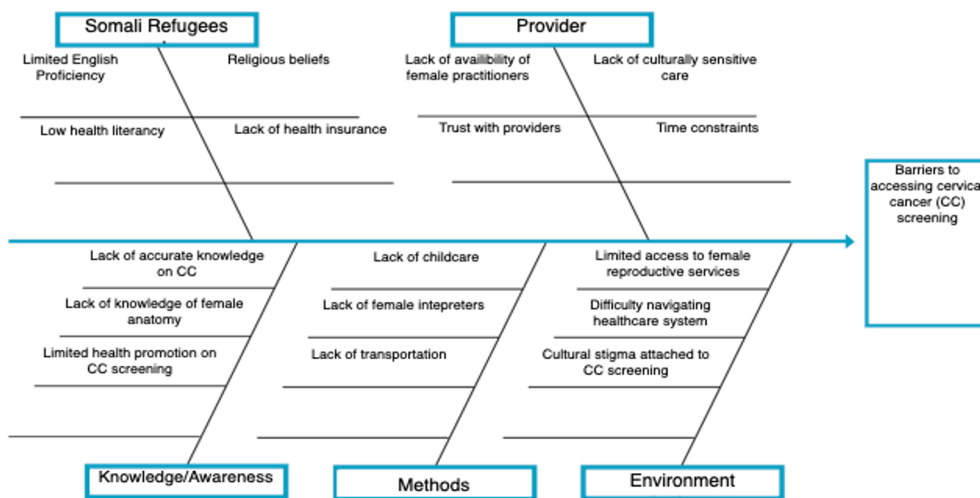 Somali Refugees
Provider
Limited English
Proficiency
Religious beliefs
Lack of availibility of
female practitioners
Lack of culturally sensitive
care
Low health literancy
Lack of health insurance
Trust with providers
Time constraints
Barriers to
accessing cervica
cancer (CC)
screening
Lack of accurate knowledge
on CC
Lack of childcare
Limited access to female
reproductive services
Lack of knowledge of female
anatomy
Lack of female intepreters
Difficulty navigating
healthcare system
Limited health promotion on
CC screening
Lack of transportation
Cultural stigma attached to
CC screening
Knowledge/Awareness
Methods
Environment